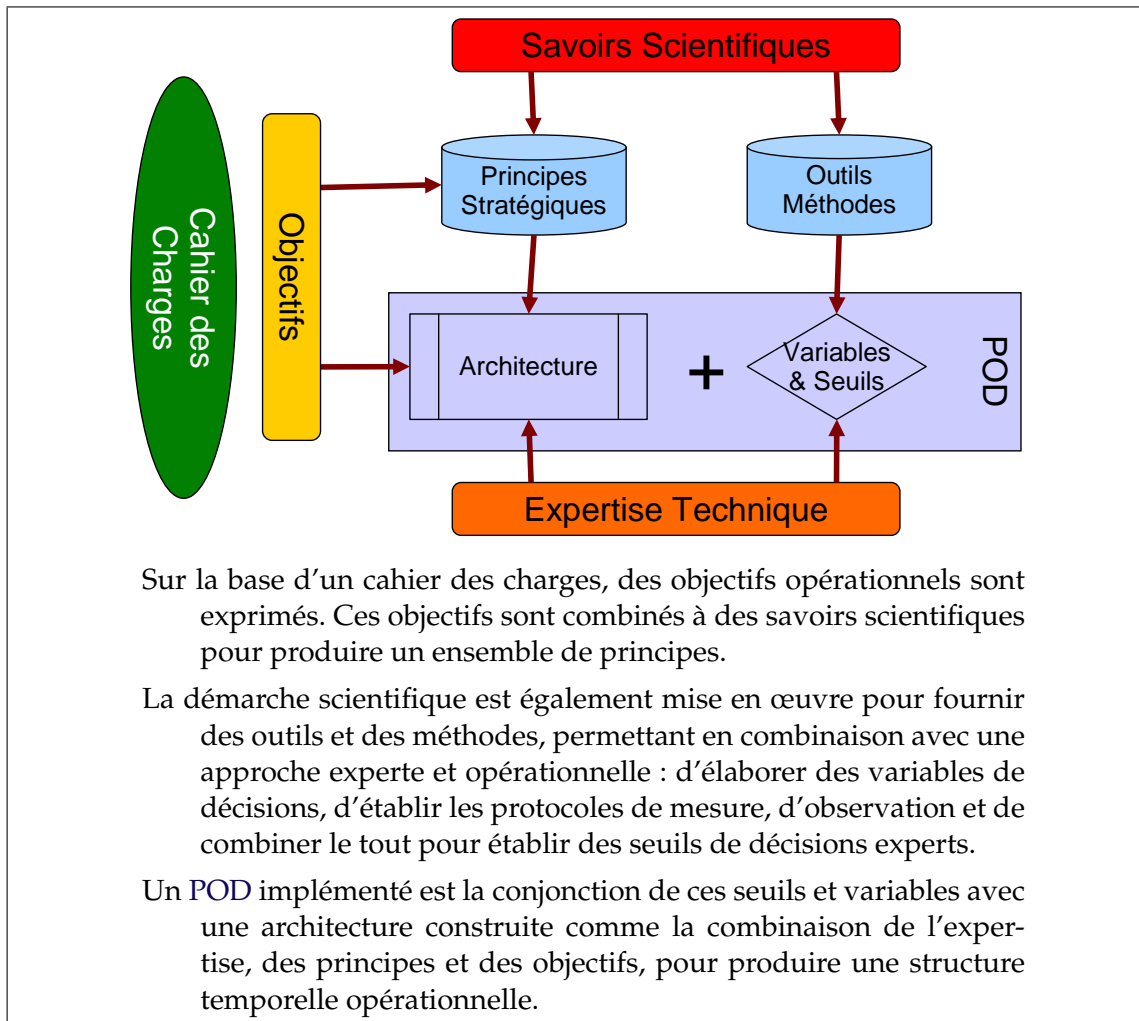 Savoirs Scientifiques
Principes
Stratégiques
Outils
Méthodes
Cahier des
Charges
Objectifs
Architecture
+
Variables
& Seuils
POD
Expertise Technique
Sur la base d'un cahier des charges, des objectifs opérationnels sont
exprimés. Ces objectifs sont combinés à des savoirs scientifiques
pour produire un ensemble de principes.
La démarche scientifique est également mise en œuvre pour fournir
des outils et des méthodes, permettant en combinaison avec une
approche experte et opérationnelle : d'élaborer des variables de
décisions, d'établir les protocoles de mesure, d'observation et de
combiner le tout pour établir des seuils de décisions experts.
Un POD implémenté est la conjonction de ces seuils et variables avec
une architecture construite comme la combinaison de l'exper-
tise, des principes et des objectifs, pour produire une structure
temporelle opérationnelle.